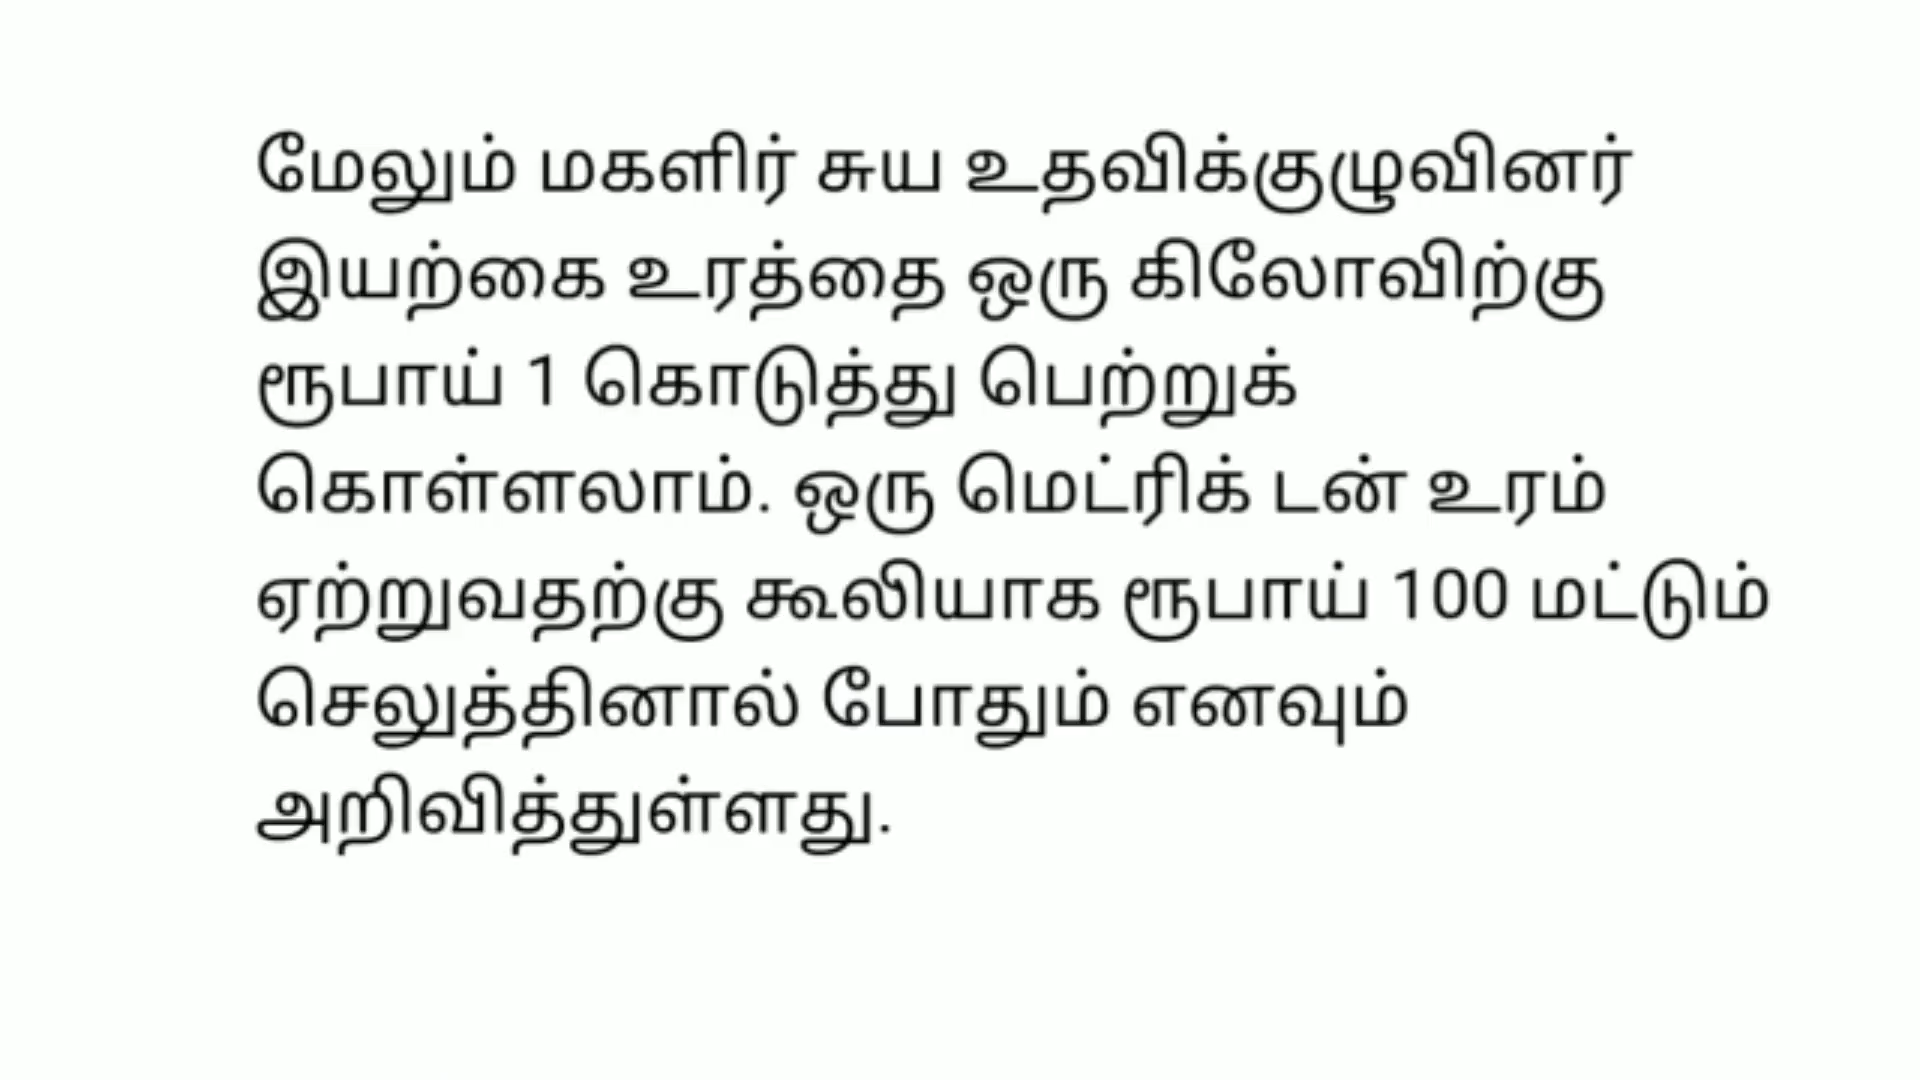 மேலும் மகளிர் சுய உதவிக்குழுவினர்
இயற்கை உரத்தை ஒரு கிலோவிற்கு
ரூபாய் 1 கொடுத்து பெற்றுக்
கொள்ளலாம். ஒரு மெட்ரிக் டன் உரம்
ஏற்றுவதற்கு கூலியாக ரூபாய் 100 மட்டும்
செலுத்தினால் போதும் எனவும்
அறிவித்துள்ளது.